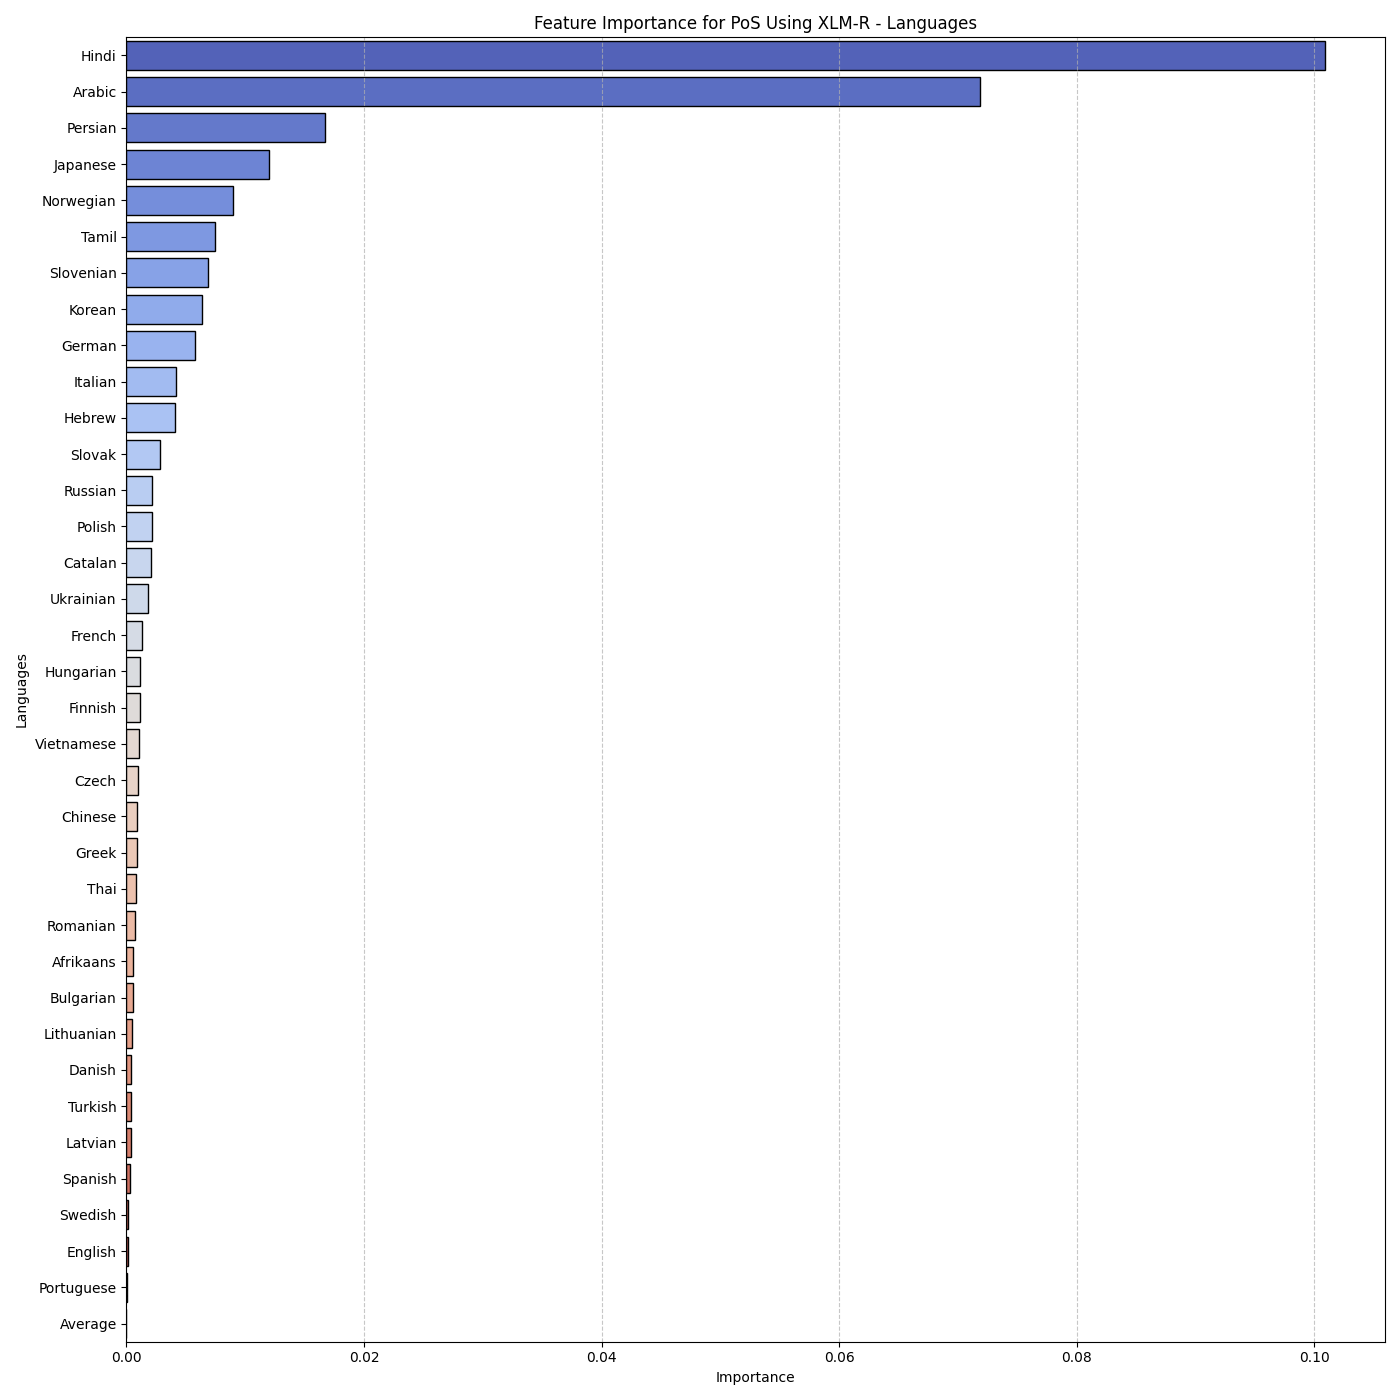 Feature Importance for PoS Using XLM-R - Languages
Hindi
Arabic
Persian
Japanese
Norwegian
Tamil
Slovenian
Korean
German
Italian
Hebrew
Slovak
Russian
Polish
Catalan
Ukrainian
French
Hungarian
Finnish
Vietnamese
Czech
Chinese
Greek
Thai
Romanian
Afrikaans
Bulgarian
Lithuanian
Danish
Turkish
Latvian
Spanish
Swedish
English
Portuguese
Average
Languages
0.00 0.02 0.04 0.06 0.08 0.10
Importance